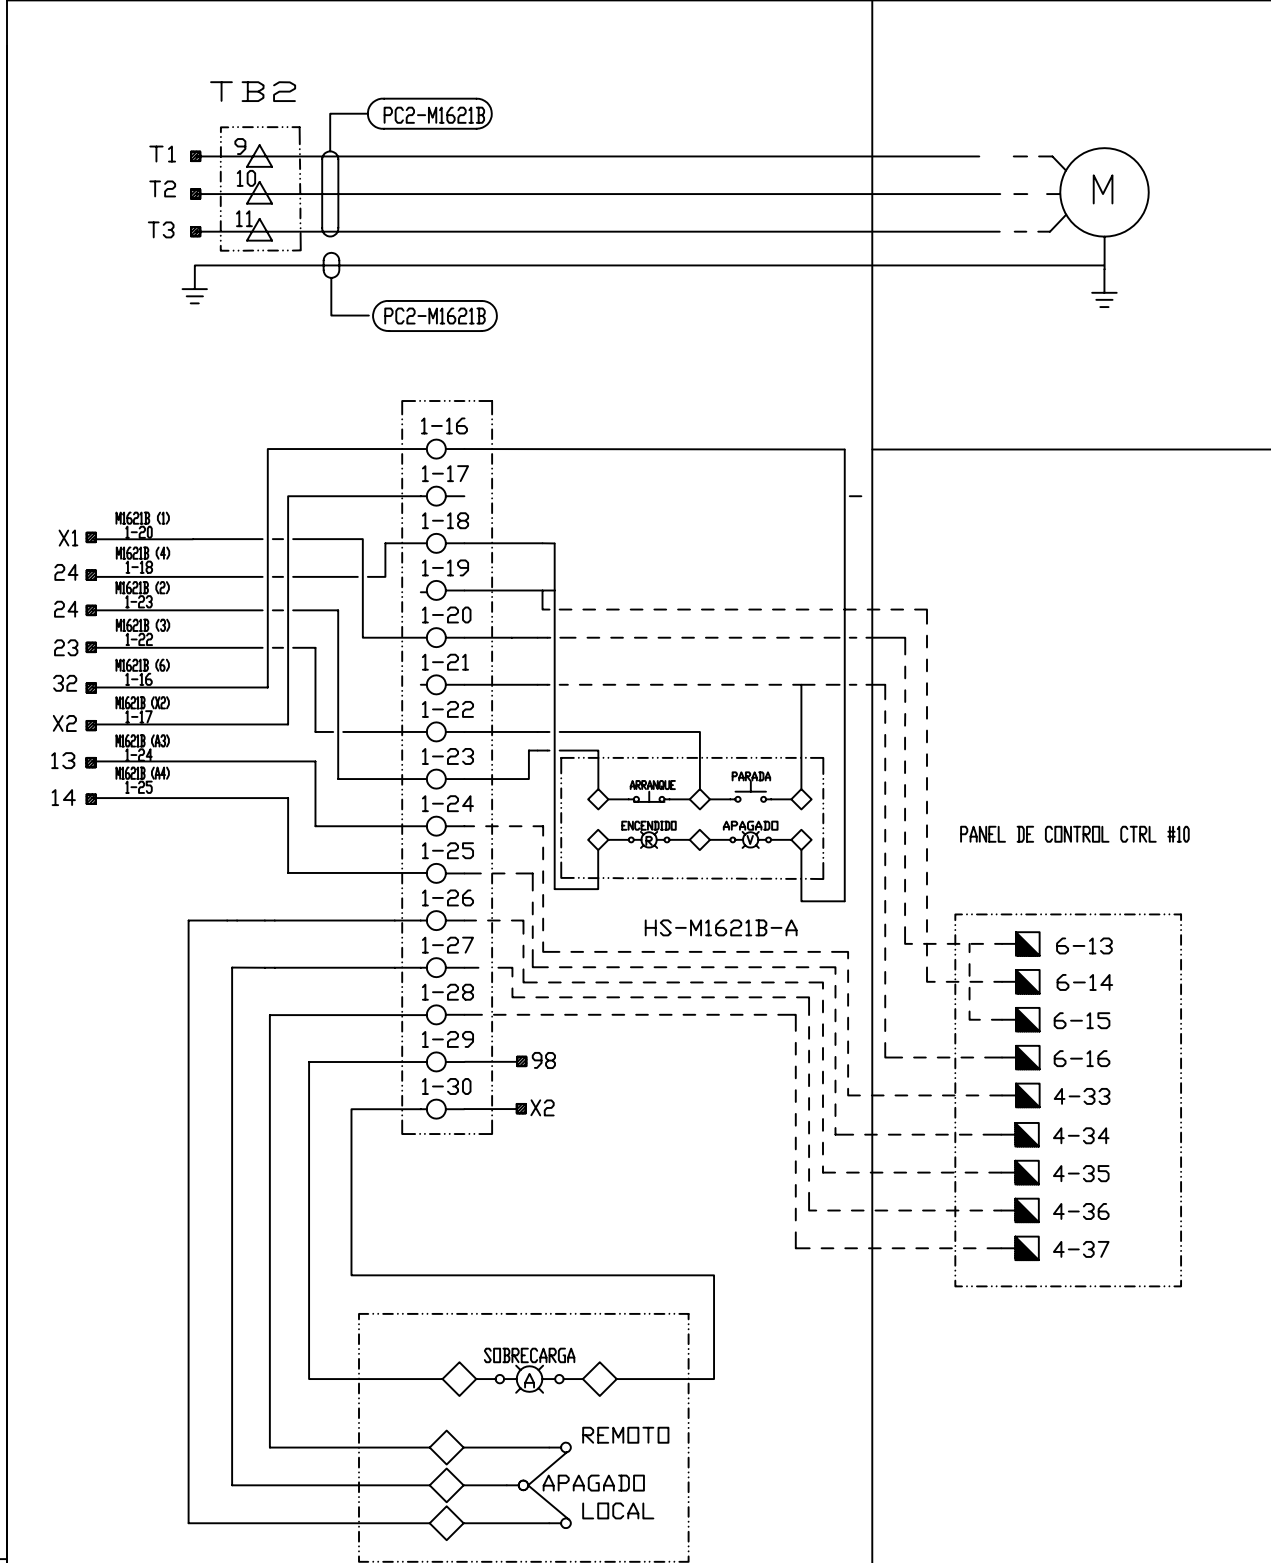 TB2
PC2-M1621B
T1
9
T2
10
T3
11
M
PC2-M1621B
1-16
1-17
1-18
1-19
1-20
1-21
1-22
1-23
1-24
1-25
1-26
1-27
1-28
1-29
1-30
X1
M1621B (1)
1-20
24
M1621B (4)
1-18
24
M1621B (2)
1-23
23
M1621B (3)
1-22
32
M1621B (6)
1-16
X2
M1621B (X2)
1-17
13
M1621B (A3)
1-24
14
M1621B (A4)
1-25
98
X2
ARRANQUE
PARADA
ENCENDIDO
APAGADO
R
V
HS-M1621B-A
PANEL DE CONTROL CTRL #10
6-13
6-14
6-15
6-16
4-33
4-34
4-35
4-36
4-37
SOBRECARGA
A
REMOTO
APAGADO
LOCAL